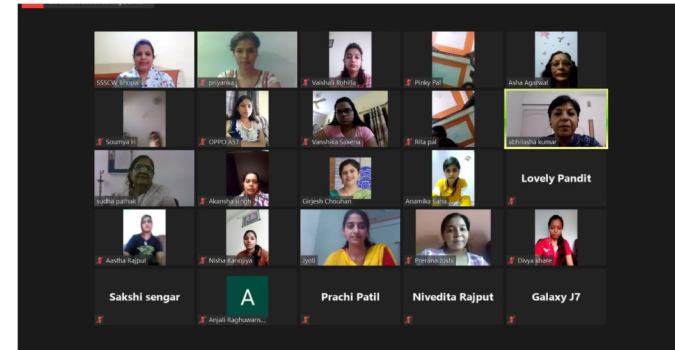 SSSCW Bhopal
priyanka
Vaishali Rohilla
Pinky Pal
Asha Agarwal
Soumya H
OPPO A57
Vanshika Saxena
Rita pal
abhilasha kumar
sudha pathak
Akansha singh
Girjesh Chouhan
Anamika Saha
Lovely Pandit
Aastha Rajput
Nisha Kanojiya
Jyoti
Prerana Joshi
Divya khare
Sakshi sengar
A
Anjali Raghuwans...
Prachi Patil
Nivedita Rajput
Galaxy J7